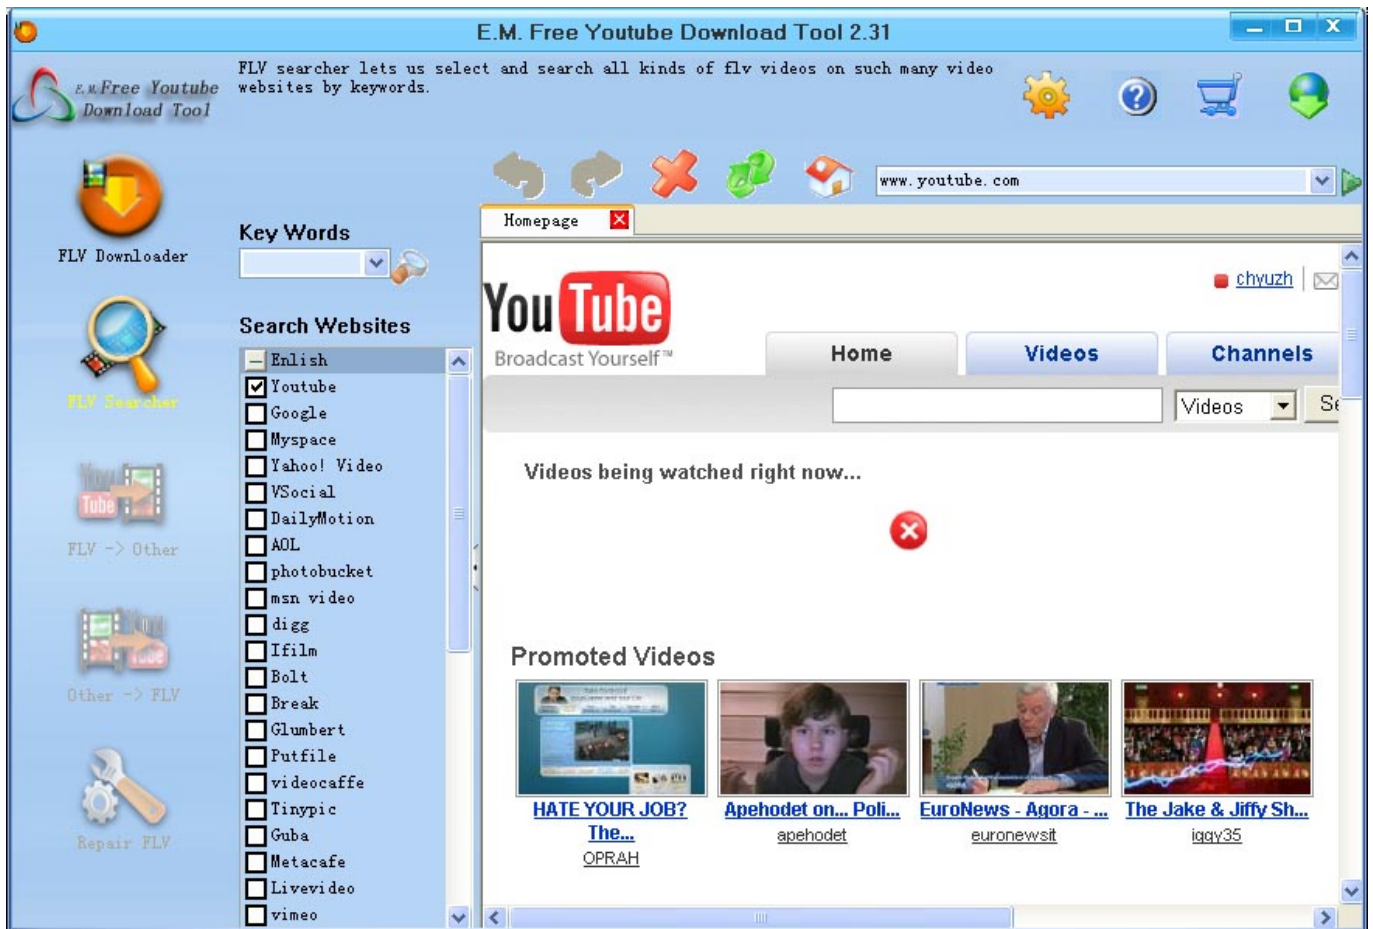 E.M. Free Youtube Download Tool 2.31
E.M.Free Youtube
Download Tool
FLV searcher lets us select and search all kinds of flv videos on such many video
websites by keywords.
www.youtube.com
Homepage
FLV Downloader
FLV Searcher
You
Tube
FLV -> Other
You
Tube
Other -> FLV
Repair FLV
Key Words
Search Websites
Enlish
Youtube
Google
Myspace
Yahoo! Video
VSocial
DailyMotion
AOL
photobucket
msn video
digg
Ifilm
Bolt
Break
Glumbert
Putfile
videocaffe
Tinypic
Guba
Metacafe
Livevideo
vimeo
YouTube
Broadcast Yourself™
chyuzh
Home
Videos
Channels
Videos
Se
Videos being watched right now...
Promoted Videos
HATE YOUR JOB?
The...
OPRAH
Apehodet on... Poli...
apehodet
EuroNews - Agora - ...
euronewsit
The Jake & Jiffy Sh...
iggy35